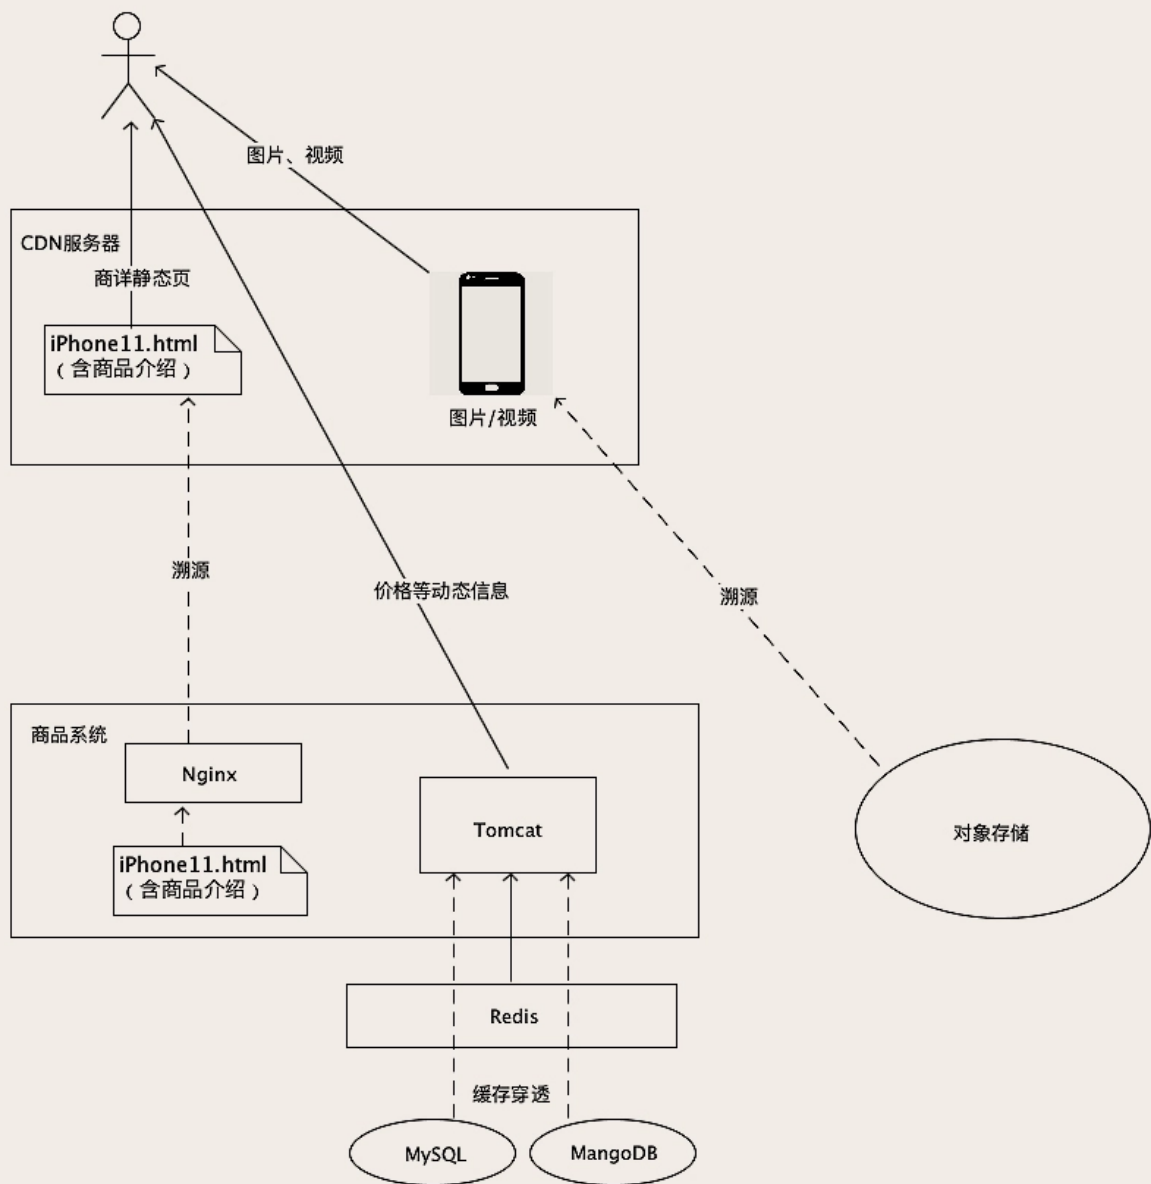 图片、视频
CDN服务器
商详静态页
iPhone11.html
（含商品介绍）
图片/视频
溯源
价格等动态信息
溯源
商品系统
Nginx
Tomcat
iPhone11.html
（含商品介绍）
对象存储
Redis
缓存穿透
MySQL
MangoDB